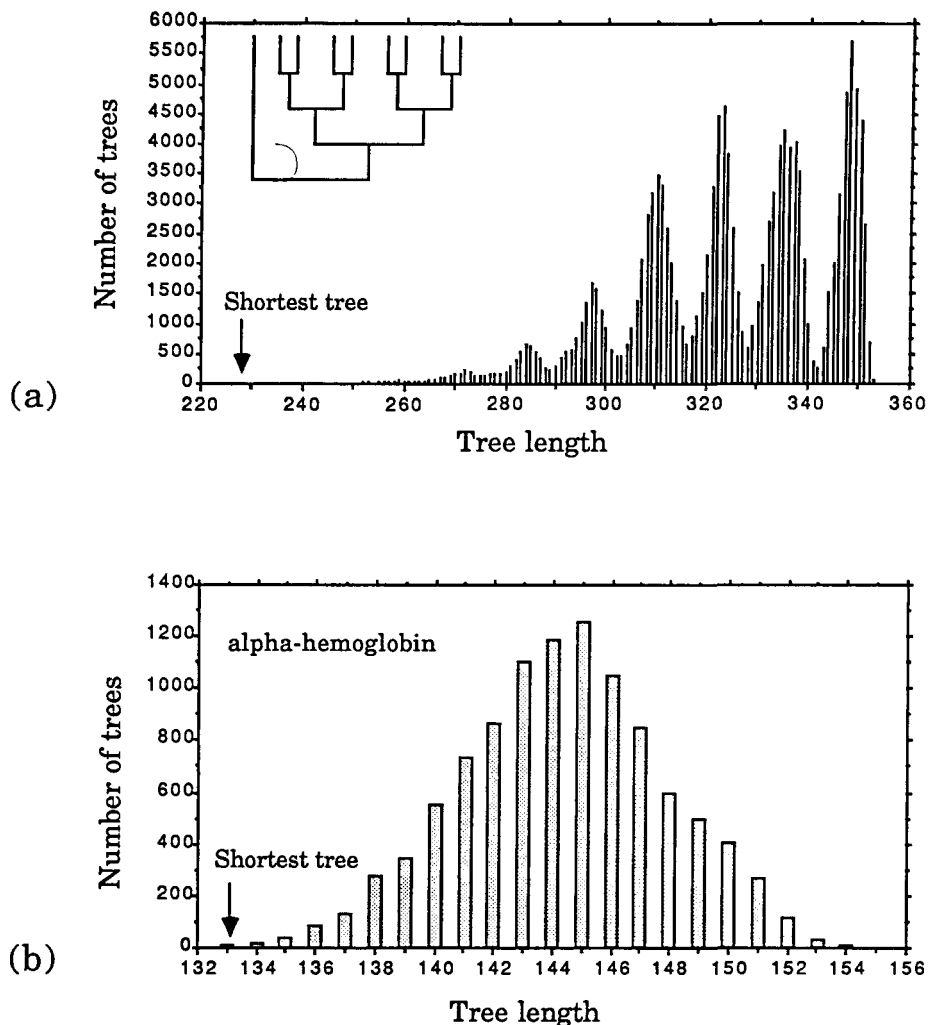 6000
5500
5000
4500
4000
3500
3000
2500
2000
1500
1000
500
0
Number of trees
Shortest tree
(a)
220 240 260 280 300 320 340 360
Tree length
1400
1200
1000
800
600
400
200
0
Number of trees
alpha-hemoglobin
Shortest tree
(b)
132 134 136 138 140 142 144 146 148 150 152 154 156
Tree length